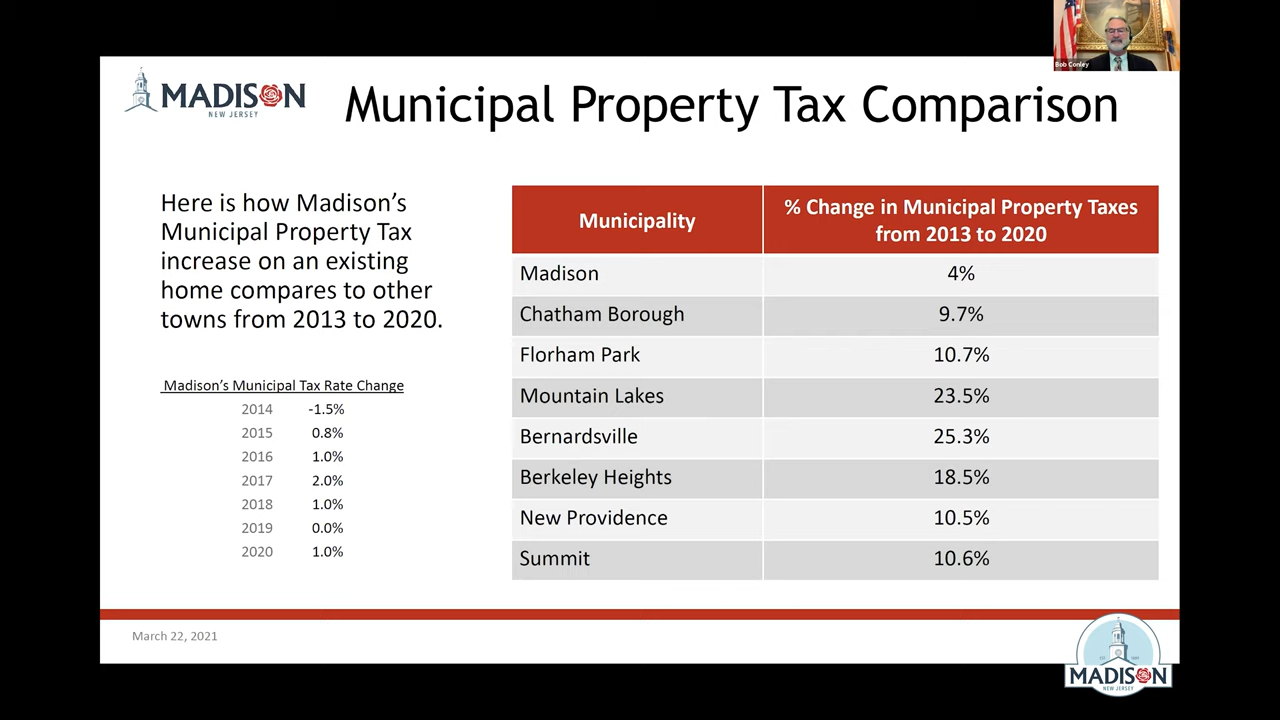 Bob Conley
MADISON
NEW JERSEY
Municipal Property Tax Comparison
Here is how Madison's
Municipal Property Tax
increase on an existing
home compares to other
towns from 2013 to 2020.
Madison's Municipal Tax Rate Change
2014 -1.5%
2015 0.8%
2016 1.0%
2017 2.0%
2018 1.0%
2019 0.0%
2020 1.0%
Municipality % Change in Municipal Property Taxes
from 2013 to 2020
Madison 4%
Chatham Borough 9.7%
Florham Park 10.7%
Mountain Lakes 23.5%
Bernardsville 25.3%
Berkeley Heights 18.5%
New Providence 10.5%
Summit 10.6%
March 22, 2021
MADISON
NEW JERSEY